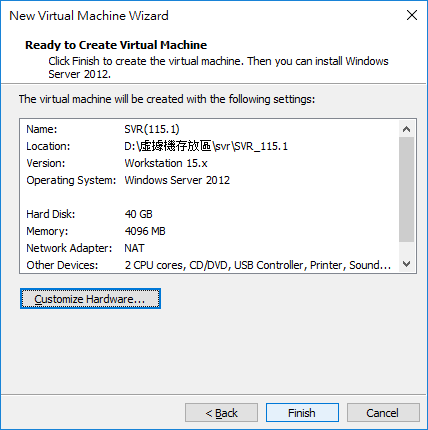 New Virtual Machine Wizard
Ready to Create Virtual Machine
Click Finish to create the virtual machine. Then you can install Windows
Server 2012.
The virtual machine will be created with the following settings:
Name: SVR(115.1)
Location: D:\虛擬機存放區\svr\SVR_115.1
Version: Workstation 15.x
Operating System: Windows Server 2012
Hard Disk: 40 GB
Memory: 4096 MB
Network Adapter: NAT
Other Devices: 2 CPU cores, CD/DVD, USB Controller, Printer, Sound...
Customize Hardware...
< Back Finish Cancel